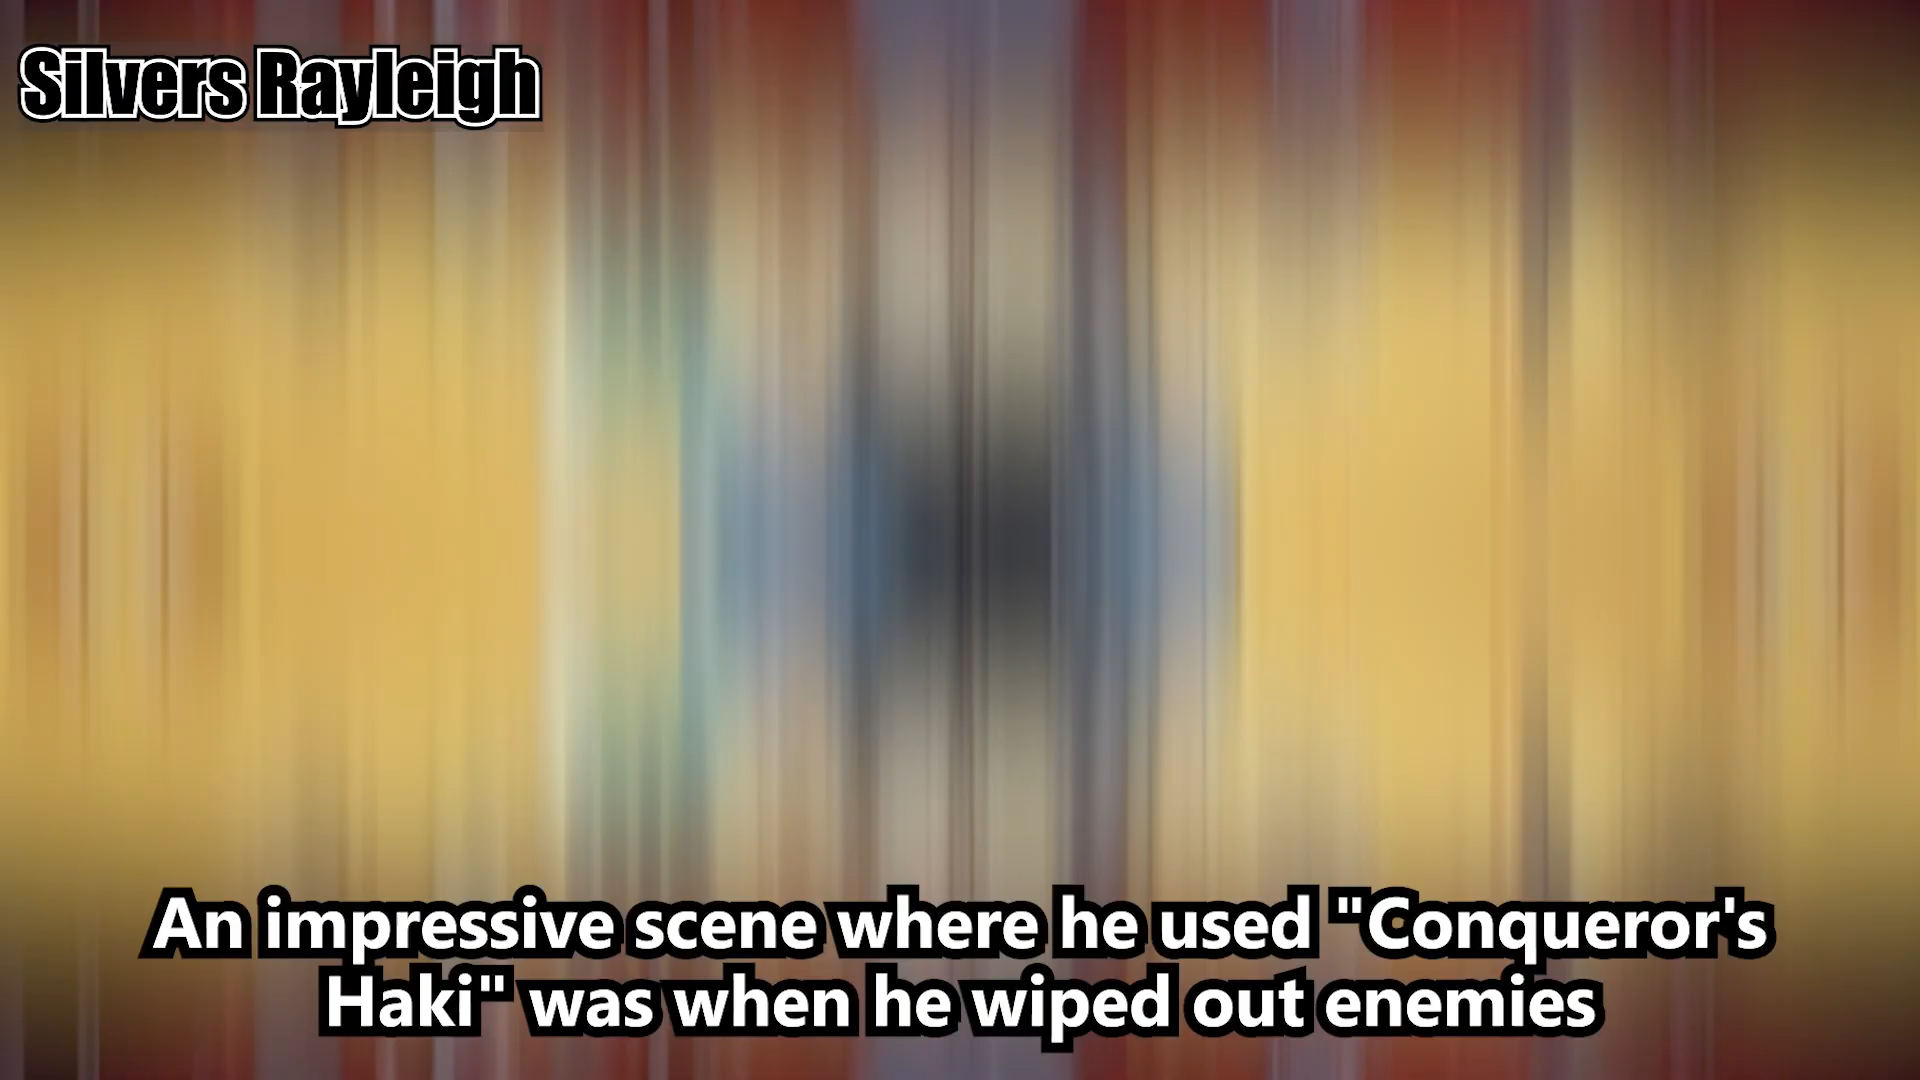 Silvers Rayleigh
An impressive scene where he used "Conqueror's
Haki" was when he wiped out enemies